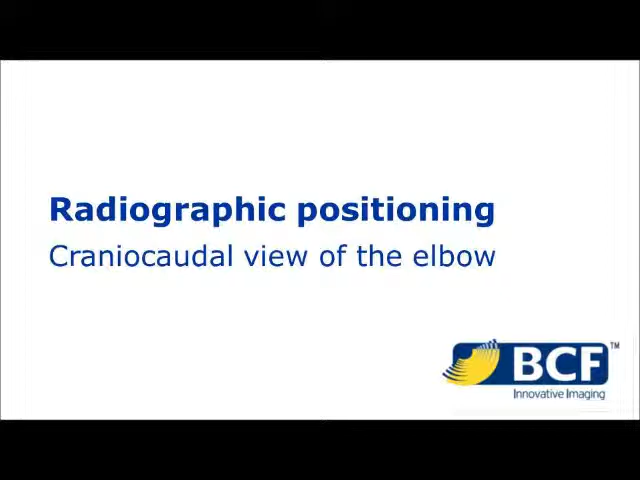 Radiographic positioning
Craniocaudal view of the elbow
BCF™
Innovative Imaging